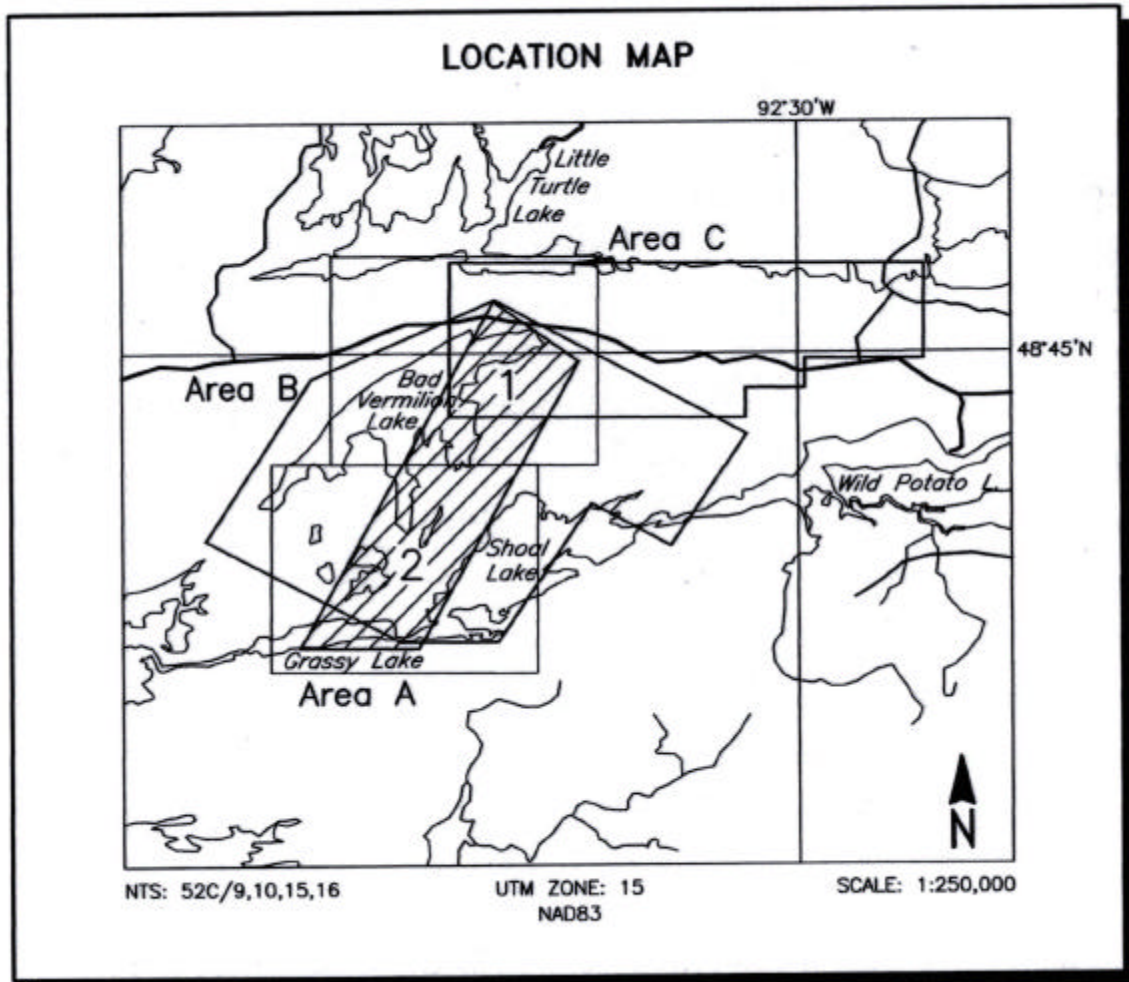 LOCATION MAP
92°30'W
Little
Turtle
Lake
Area C
48°45'N
Area B
Bad
Vermilion
Lake
1
Wild Potato L.
Shoal
Lake
2
Grassy Lake
Area A
N
NTS: 52C/9,10,15,16
UTM ZONE: 15
SCALE: 1:250,000
NAD83